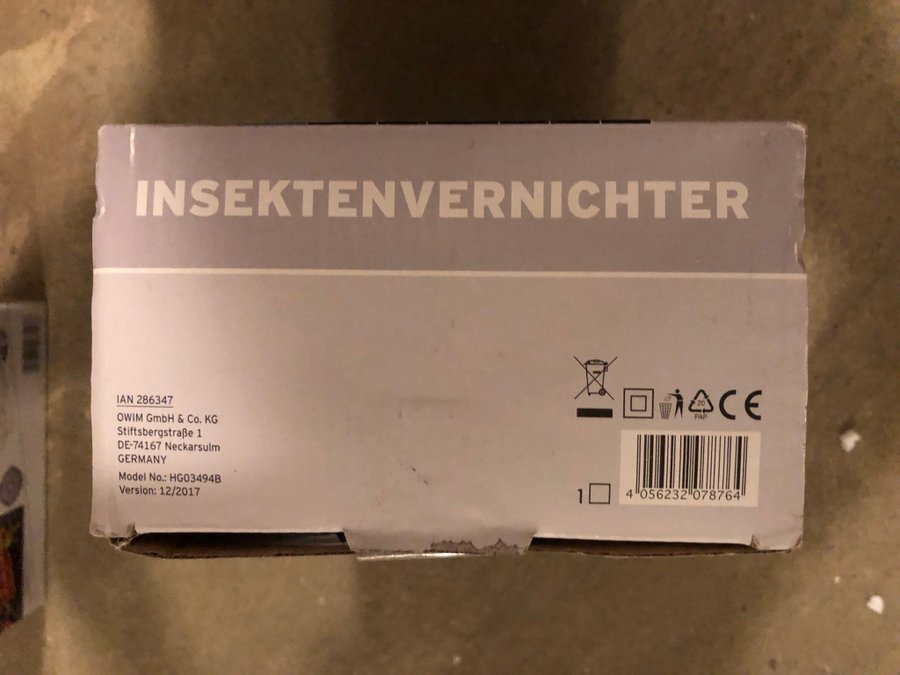 INSEKTENVERNICHTER
IAN 286347
OWIM GmbH & Co. KG
Stiftsbergstraße 1
DE-74167 Neckarsulm
GERMANY
Model No.: HG03494B
Version: 12/2017
20
PAP
CE
1
4 056232 078764